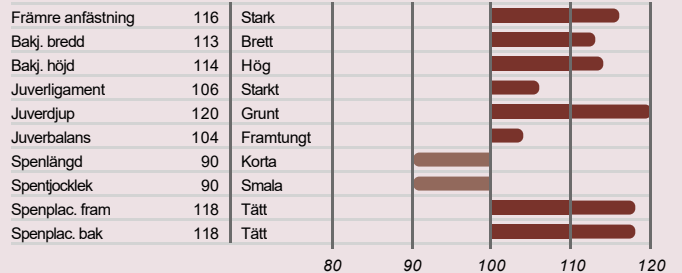 Främre anfästning 116 Stark
Bakj. bredd 113 Brett
Bakj. höjd 114 Hög
Juverligament 106 Starkt
Juverdjup 120 Grunt
Juverbalans 104 Framtungt
Spenlängd 90 Korta
Spentjocklek 90 Smala
Spenplac. fram 118 Tätt
Spenplac. bak 118 Tätt
80 90 100 110 120